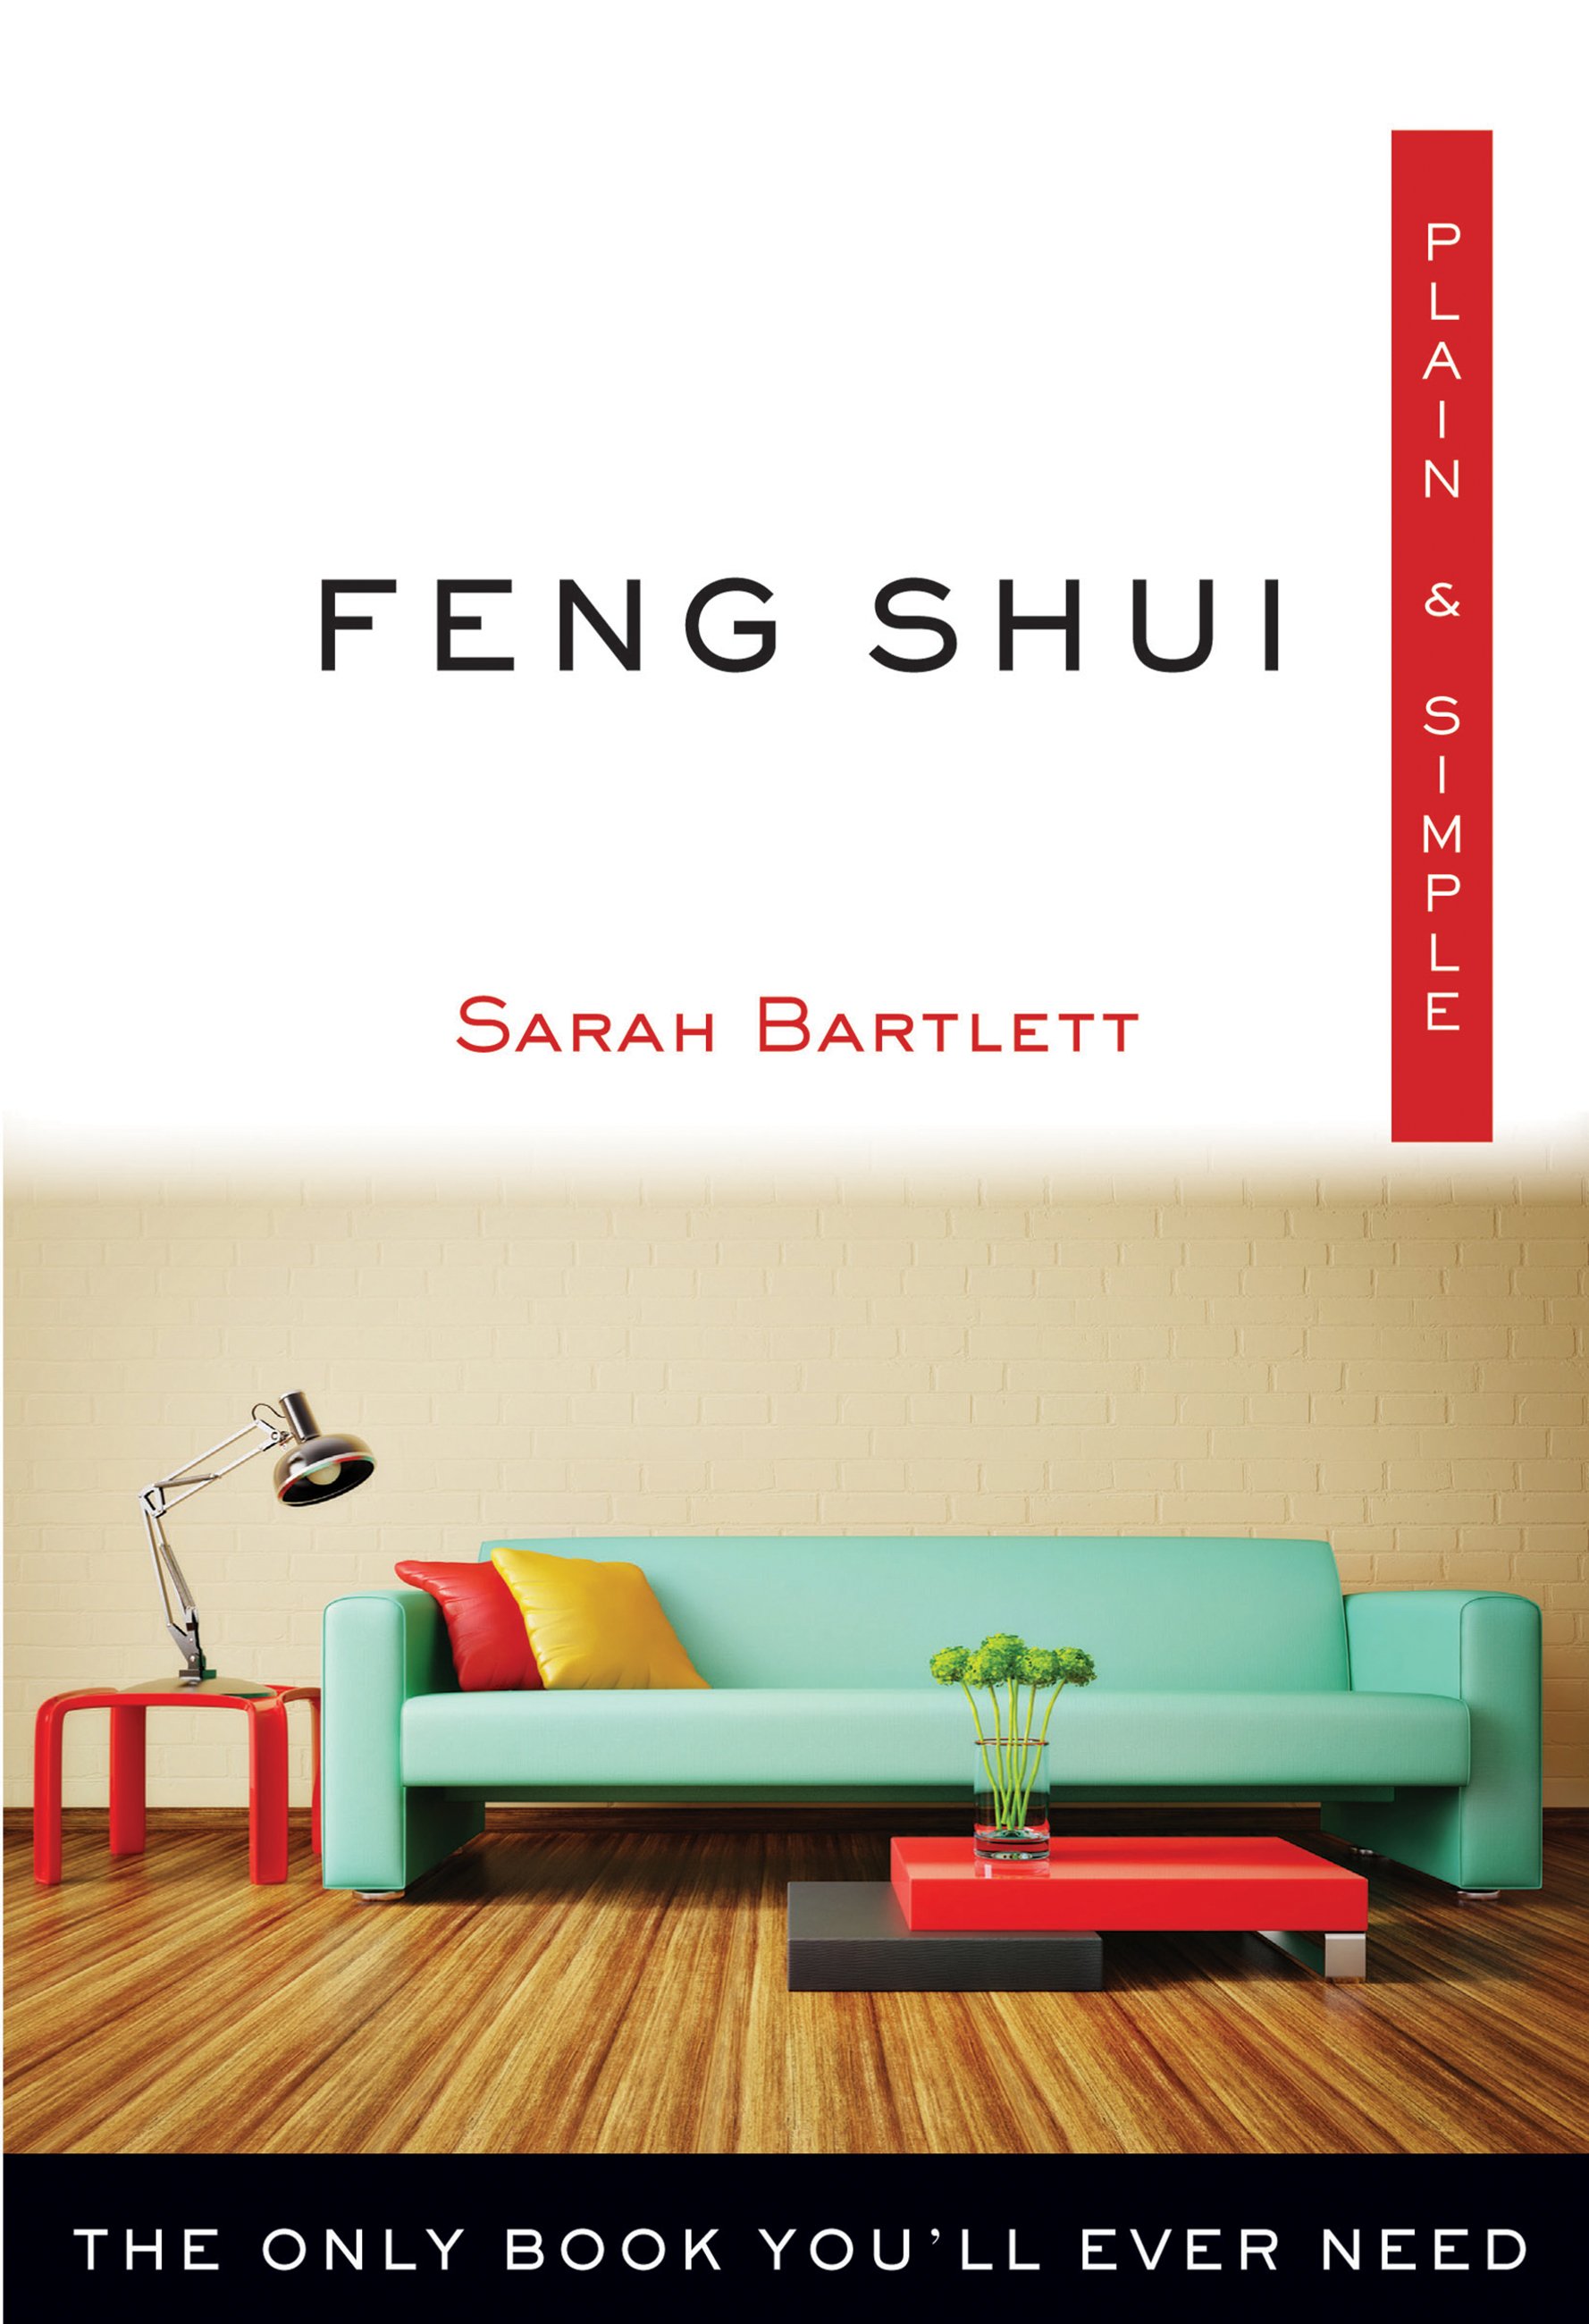 FENG SHUI
PLAIN & SIMPLE
SARAH BARTLETT
THE ONLY BOOK YOU'LL EVER NEED